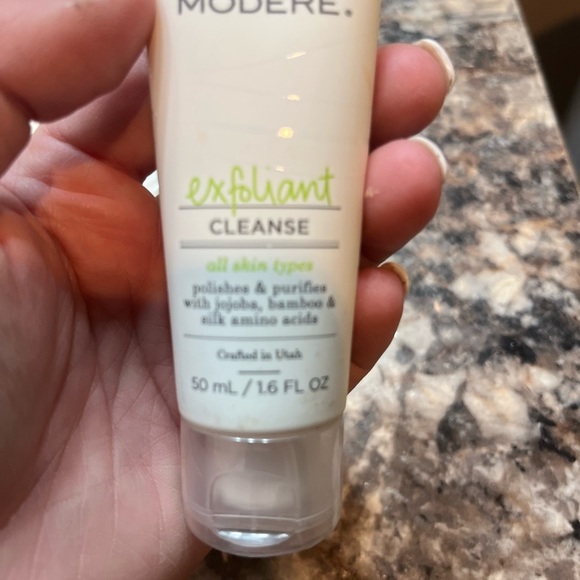 MODERE.
exfoliant
CLEANSE
all skin types
polishes & purifies
with jojoba, bamboo &
silk amino acids
Crafted in Utah
50 mL / 1.6 FL OZ